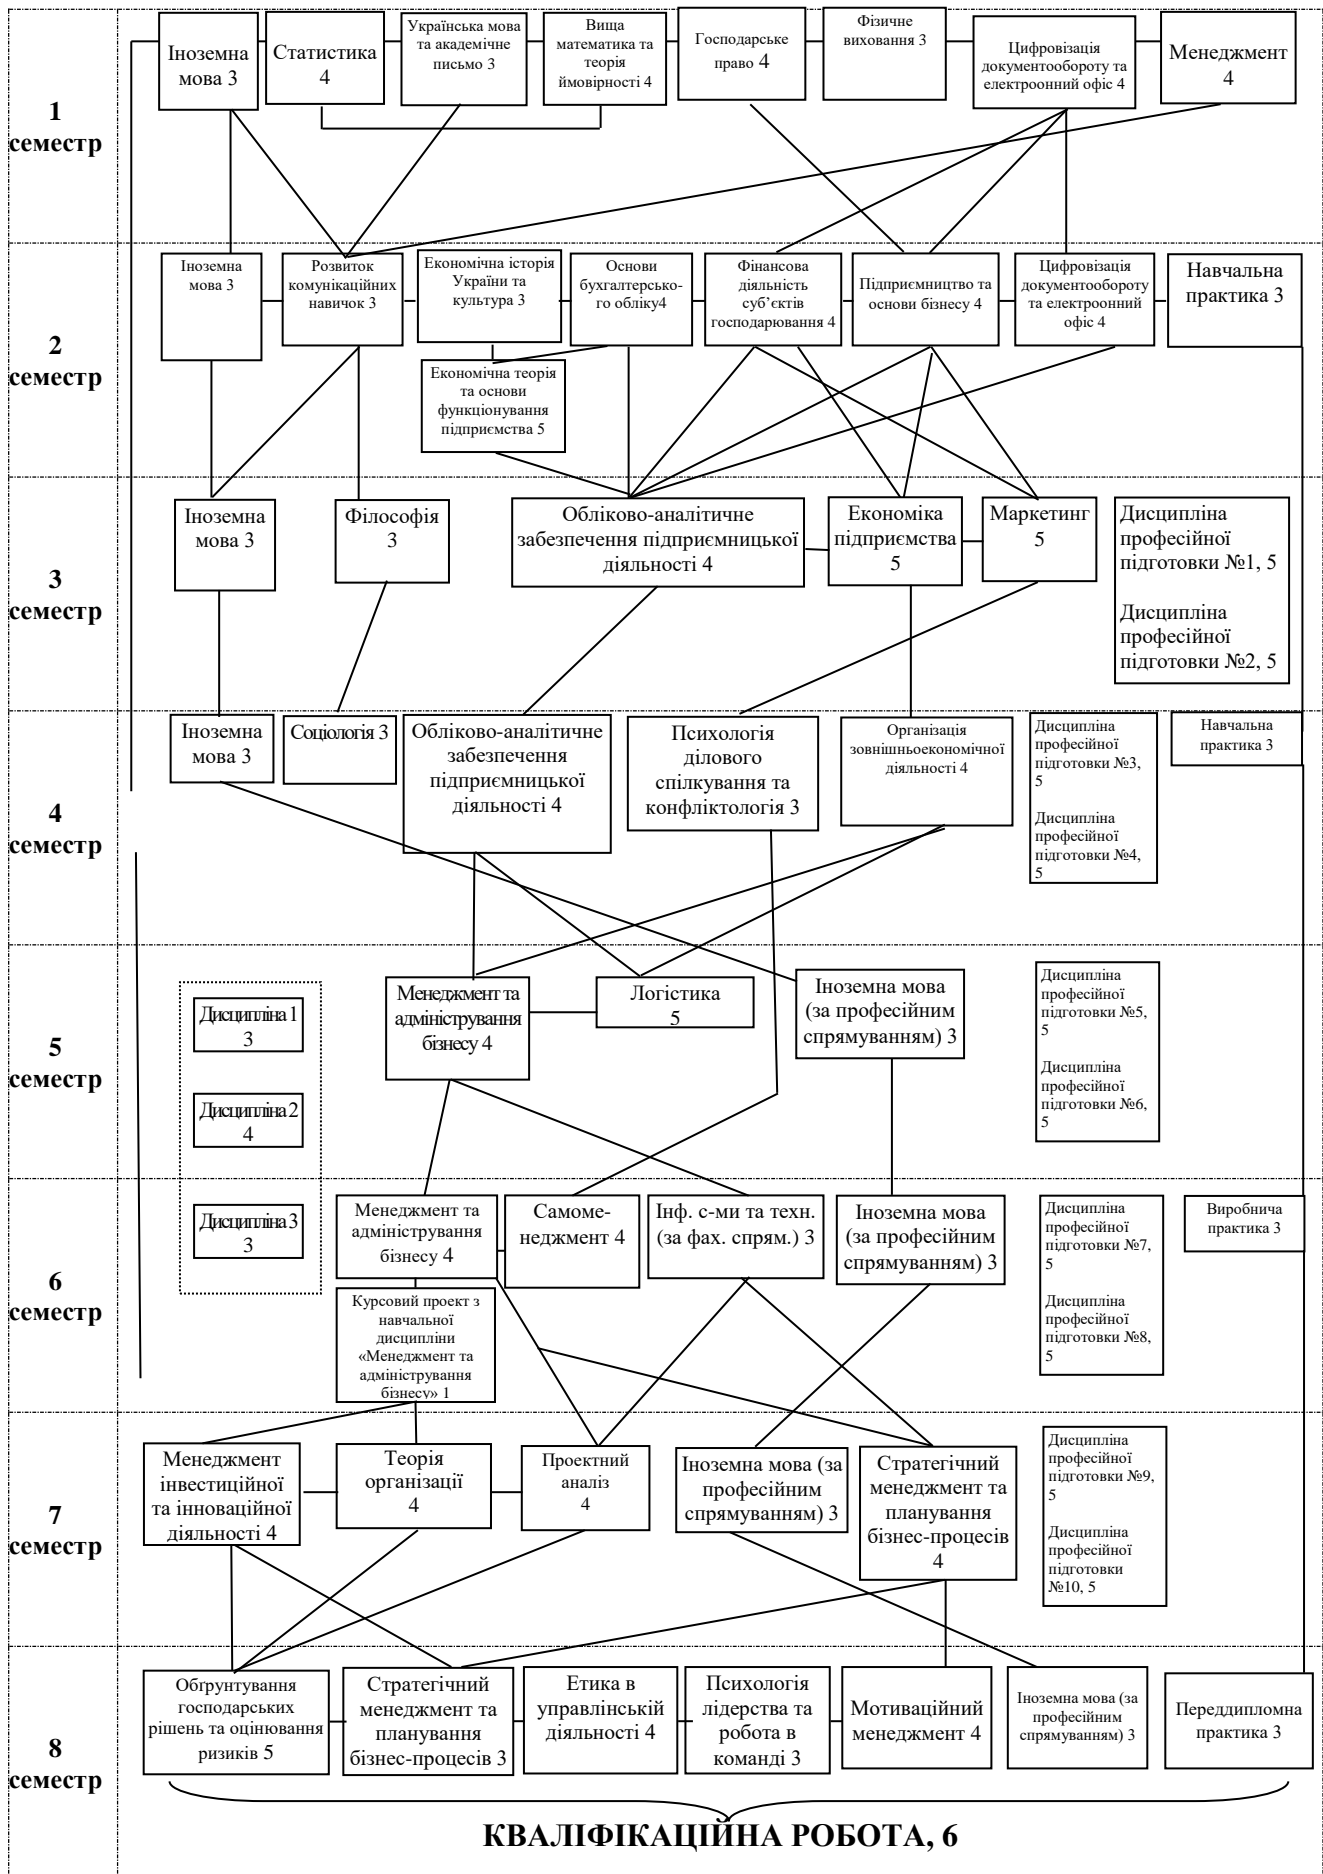 1
семестр
Іноземна
мова 3
Статистика
4
Українська мова
та академічне
письмо 3
Вища
математика та
теорія
ймовірності 4
Господарське
право 4
Фізичне
виховання 3
Цифровізація
документообороту та
електроонний офіс 4
Менеджмент
4
2
семестр
Іноземна
мова 3
Розвиток
комунікаційних
навичок 3
Економічна історія
України та
культура 3
Основи
бухгалтерсько-
го обліку4
Фінансова
діяльність
суб’єктів
господарювання 4
Підприємництво та
основи бізнесу 4
Цифровізація
документообороту
та електроонний
офіс 4
Навчальна
практика 3
Економічна теорія
та основи
функціонування
підприємства 5
3
семестр
Іноземна
мова 3
Філософія
3
Обліково-аналітичне
забезпечення підприємницької
діяльності 4
Економіка
підприємства
5
Маркетинг
5
Дисципліна
професійної
підготовки №1, 5
Дисципліна
професійної
підготовки №2, 5
4
семестр
Іноземна
мова 3
Соціологія 3
Обліково-аналітичне
забезпечення
підприємницької
діяльності 4
Психологія
ділового
спілкування та
конфліктологія 3
Організація
зовнішньоекономічної
діяльності 4
Дисципліна
професійної
підготовки №3,
5
Дисципліна
професійної
підготовки №4,
5
Навчальна
практика 3
5
семестр
Дисципліна 1
3
Дисципліна 2
4
Менеджмент та
адміністрування
бізнесу 4
Логістика
5
Іноземна мова
(за професійним
спрямуванням) 3
Дисципліна
професійної
підготовки №5,
5
Дисципліна
професійної
підготовки №6,
5
6
семестр
Дисципліна 3
3
Менеджмент та
адміністрування
бізнесу 4
Самоме-
неджмент 4
Інф. с-ми та техн.
(за фах. спрям.) 3
Іноземна мова
(за професійним
спрямуванням) 3
Дисципліна
професійної
підготовки №7,
5
Дисципліна
професійної
підготовки №8,
5
Виробнича
практика 3
Курсовий проект з
навчальної
дисципліни
«Менеджмент та
адміністрування
бізнесу» 1
7
семестр
Менеджмент
інвестиційної
та інноваційної
діяльності 4
Теорія
організації
4
Проектний
аналіз
4
Іноземна мова (за
професійним
спрямуванням) 3
Стратегічний
менеджмент та
планування
бізнес-процесів
4
Дисципліна
професійної
підготовки №9,
5
Дисципліна
професійної
підготовки
№10, 5
8
семестр
Обґрунтування
господарських
рішень та оцінювання
ризиків 5
Стратегічний
менеджмент та
планування
бізнес-процесів 3
Етика в
управлінській
діяльності 4
Психологія
лідерства та
робота в
команді 3
Мотиваційний
менеджмент 4
Іноземна мова (за
професійним
спрямуванням) 3
Переддипломна
практика 3
КВАЛІФІКАЦІЙНА РОБОТА, 6